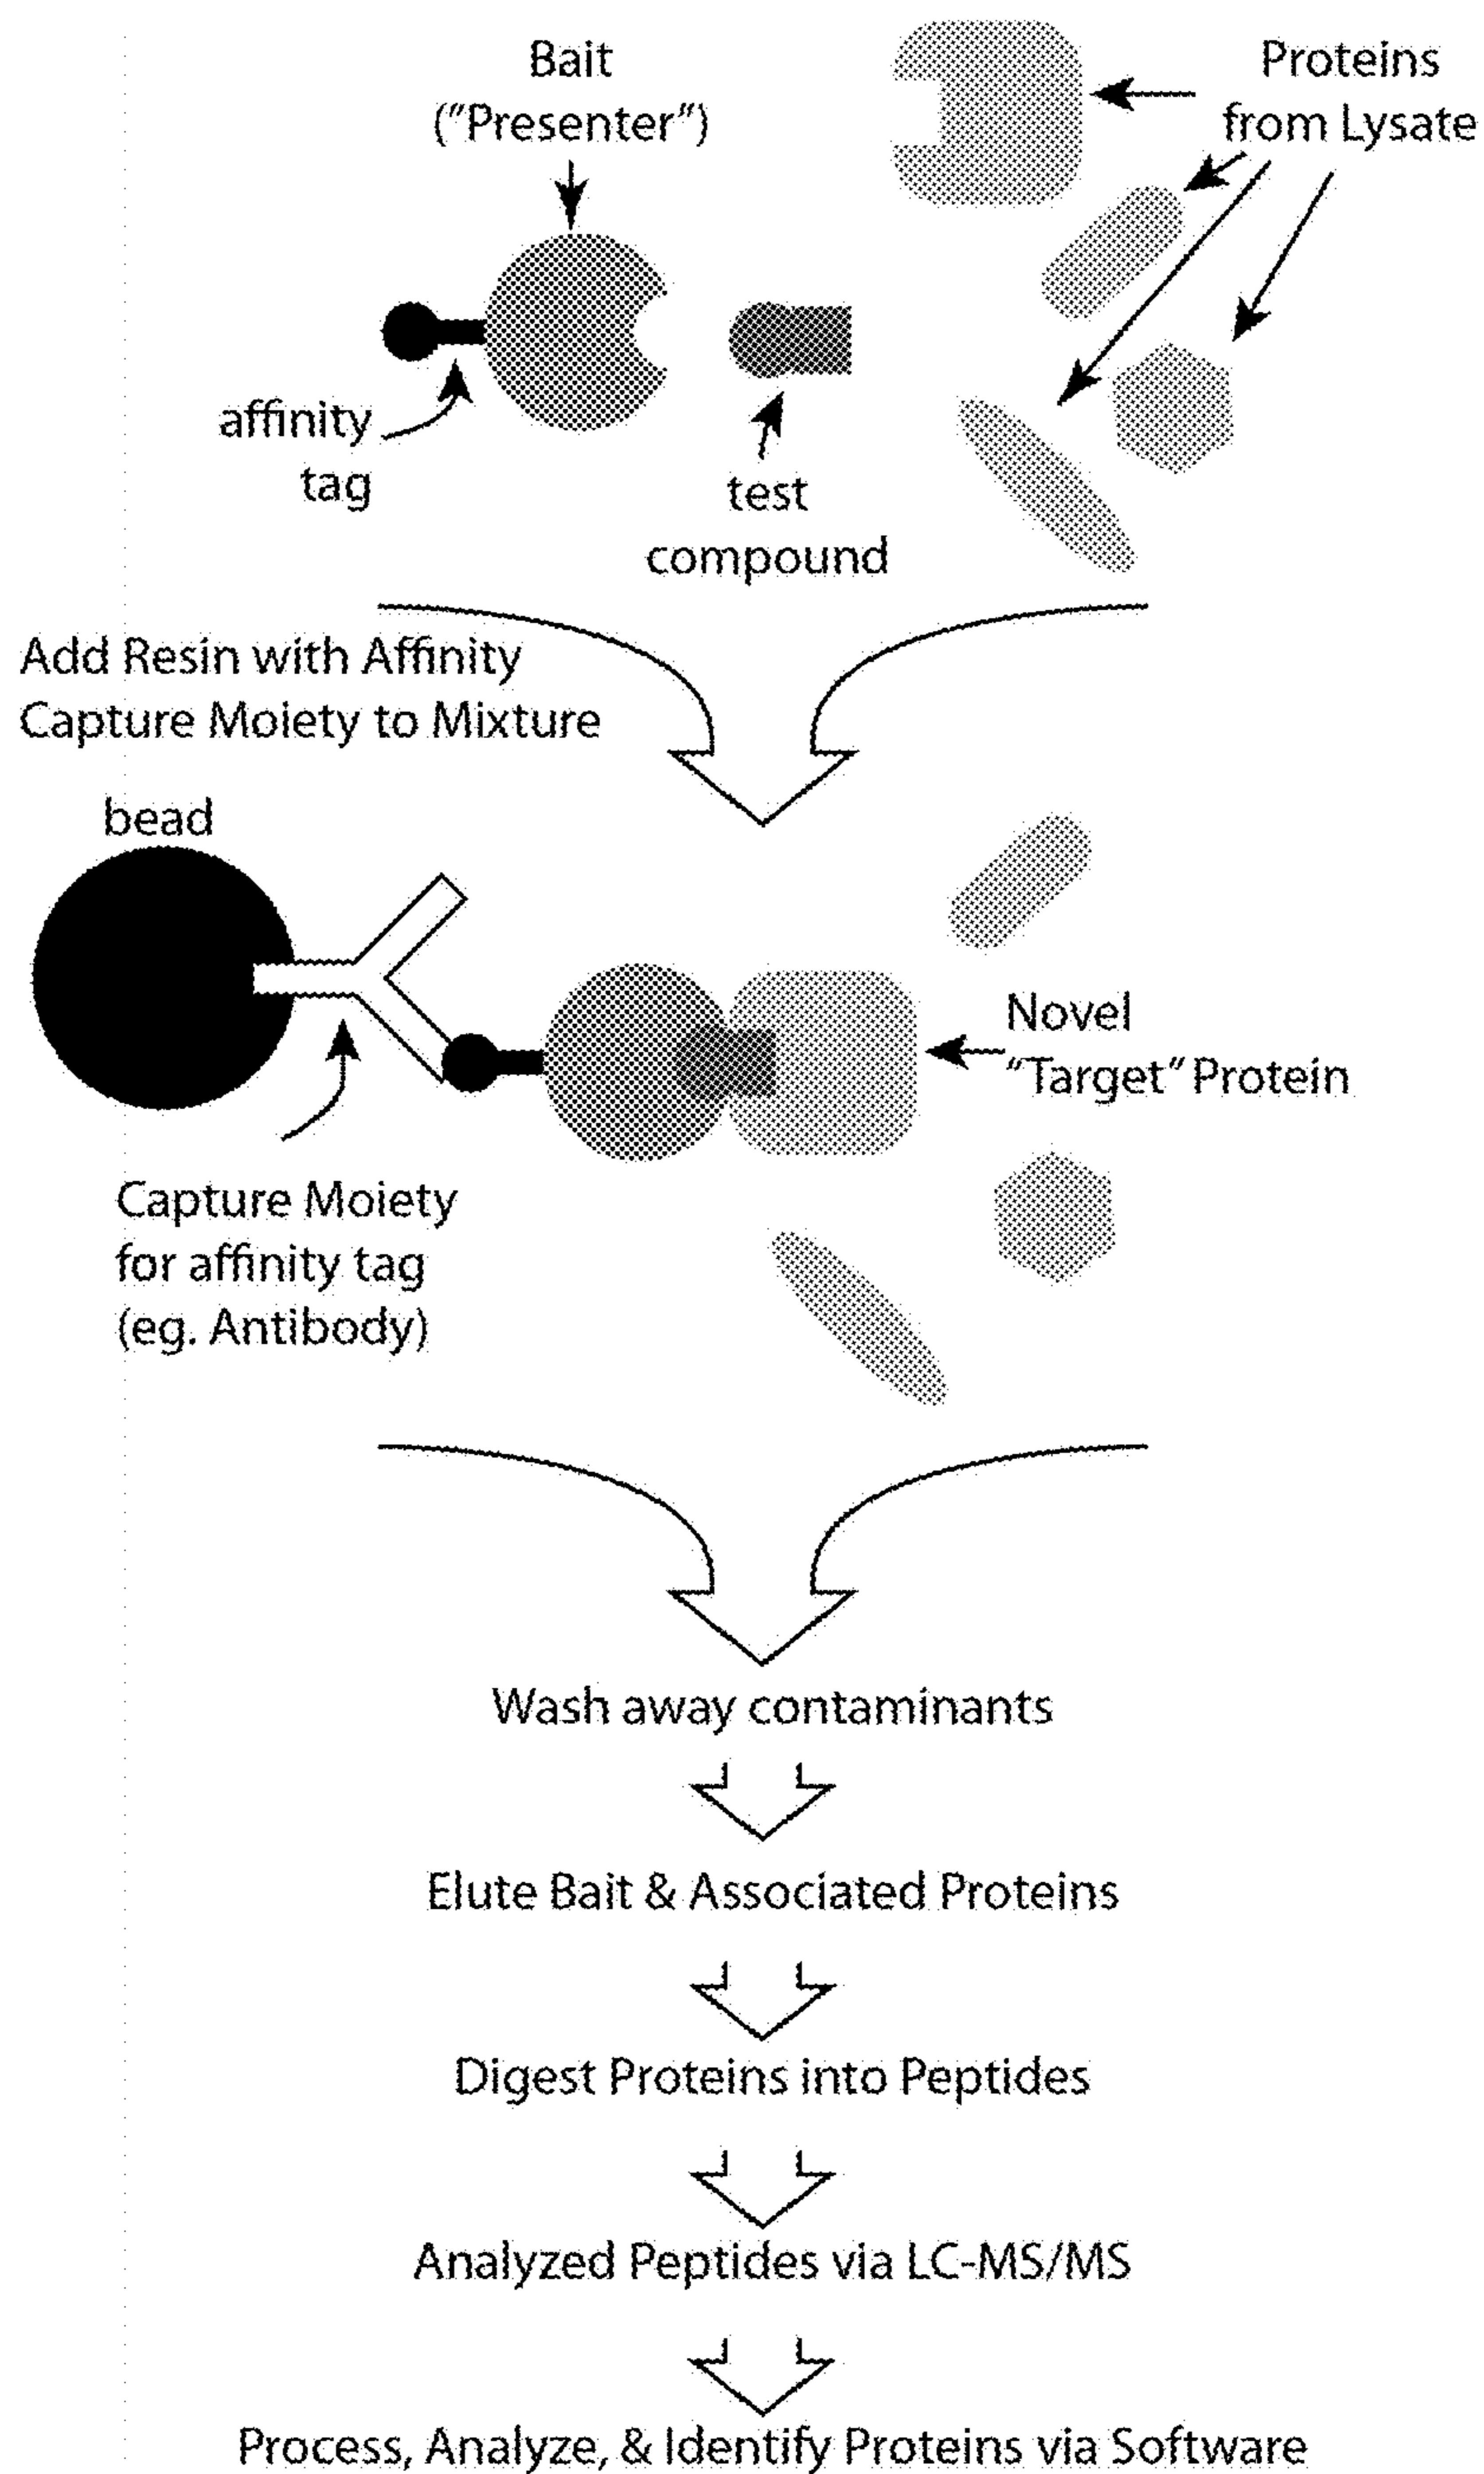 Bait
("Presenter")
Proteins
from Lysate
affinity
tag
test
compound
Add Resin with Affinity
Capture Moiety to Mixture
bead
Novel
"Target" Protein
Capture Moiety
for affinity tag
(eg. Antibody)
Wash away contaminants
Elute Bait & Associated Proteins
Digest Proteins into Peptides
Analyzed Peptides via LC-MS/MS
Process, Analyze, & Identify Proteins via Software